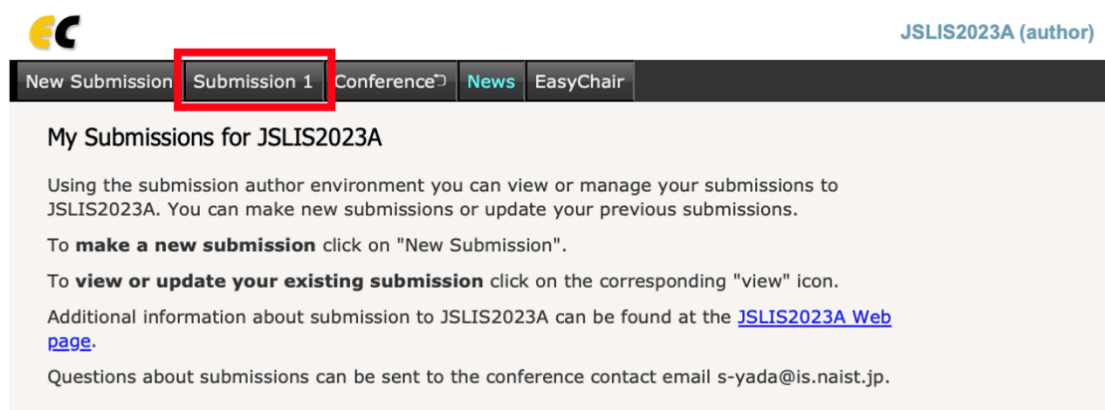 EC
JSLIS2023A (author)
New Submission Submission 1 Conference News EasyChair
My Submissions for JSLIS2023A
Using the submission author environment you can view or manage your submissions to
JSLIS2023A. You can make new submissions or update your previous submissions.
To make a new submission click on "New Submission".
To view or update your existing submission click on the corresponding "view" icon.
Additional information about submission to JSLIS2023A can be found at the JSLIS2023A Web
page.
Questions about submissions can be sent to the conference contact email s-yada@is.naist.jp.